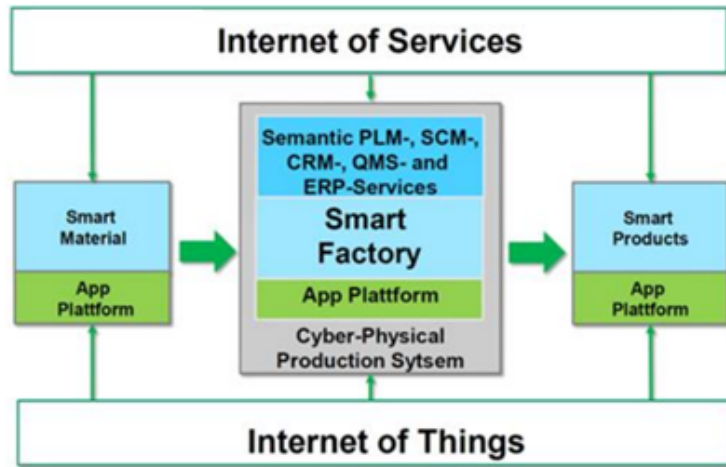 Internet of Services
Semantic PLM-, SCM-,
CRM-, QMS- and
ERP-Services
Smart
Material
Smart
Factory
Smart
Products
App
Plattform
App Plattform
App
Plattform
Cyber-Physical
Production Sytsem
Internet of Things